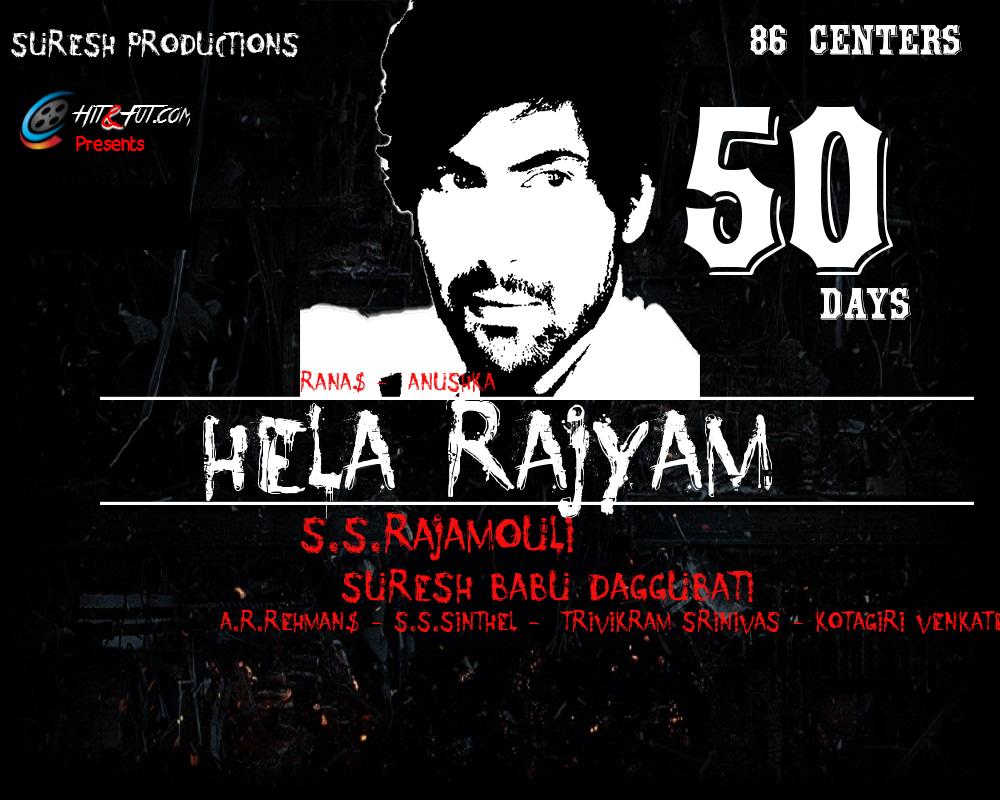 SURESH PRODUCTIONS
86 CENTERS
HIT&FUT.COM
Presents
50
DAYS
RANA$ - ANUSHKA
HELA RAJYAM
S.S.RAJAMOULI
SURESH BABU DAGGUBATI
A.R.REHMAN$ - S.S.SINTHEL - TRIVIKRAM SRINIVAS - KOTAGIRI VENKATE